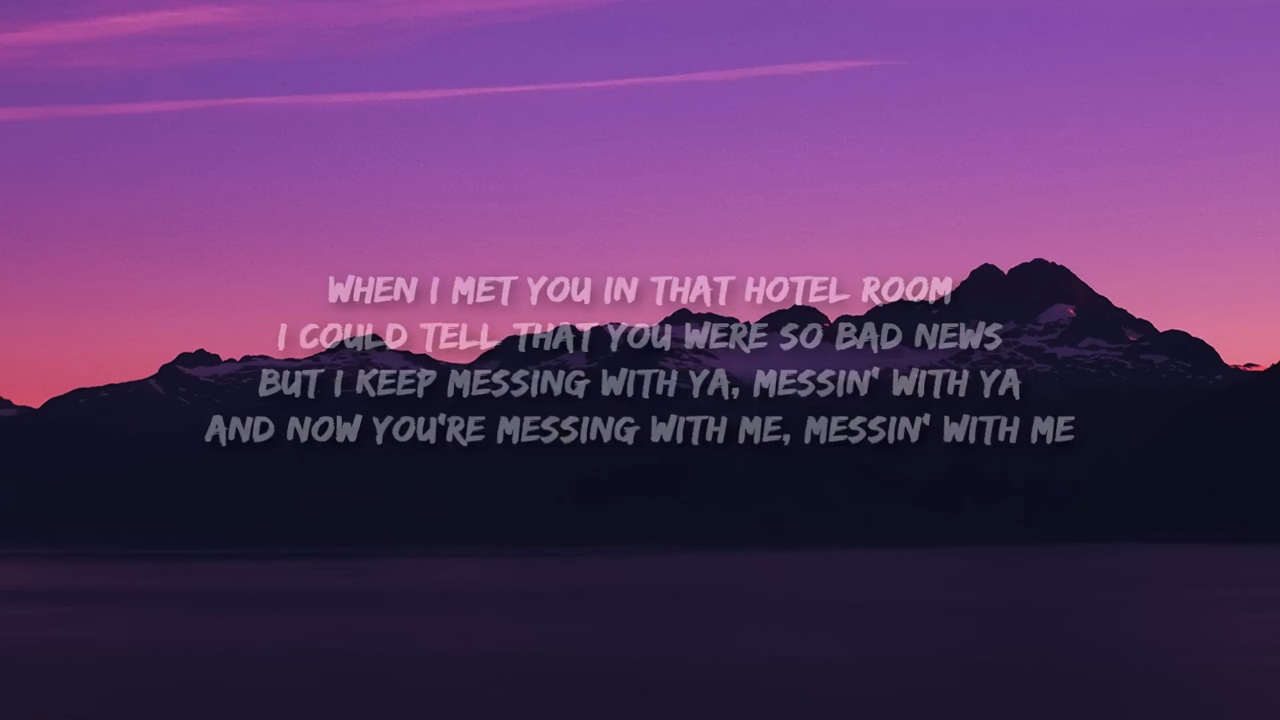 WHEN I MET YOU IN THAT HOTEL ROOM
I COULD TELL THAT YOU WERE SO BAD NEWS
BUT I KEEP MESSING WITH YA, MESSIN' WITH YA
AND NOW YOU'RE MESSING WITH ME, MESSIN' WITH ME